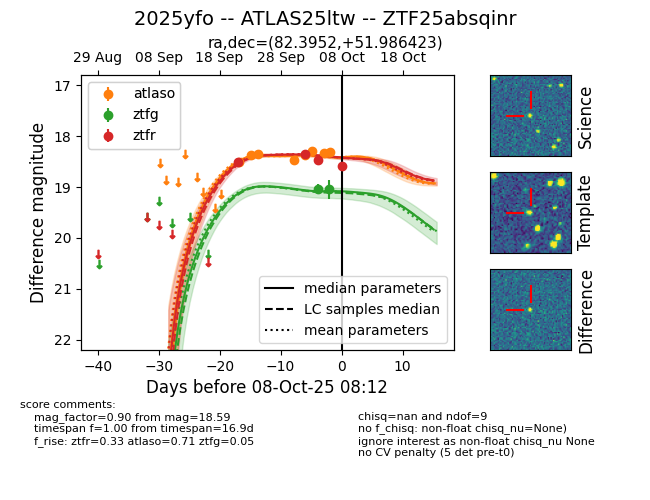 2025yfo -- ATLAS25ltw -- ZTF25absqinr
ra,dec=(82.3952,+51.986423)
29 Aug 08 Sep 18 Sep 28 Sep 08 Oct 18 Oct
17
18
19
20
21
22
Difference magnitude
atlaso
ztfg
ztfr
median parameters
LC samples median
mean parameters
−40 −30 −20 −10 0 10
Days before 08-Oct-25 08:12
Science
Template
Difference
score comments:
mag_factor=0.90 from mag=18.59
timespan f=1.00 from timespan=16.9d
f_rise: ztfr=0.33 atlaso=0.71 ztfg=0.05
chisq=nan and ndof=9
no f_chisq: non-float chisq_nu=None)
ignore interest as non-float chisq_nu None
no CV penalty (5 det pre-t0)